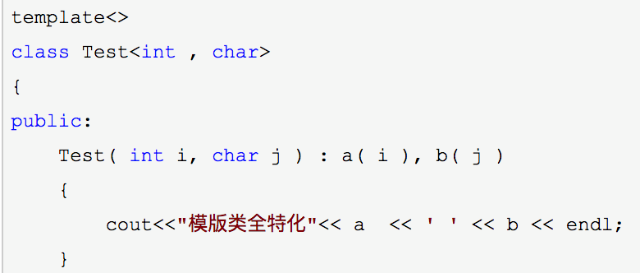 template<>
class Test<int , char>
{
public:
    Test( int i, char j ) : a( i ), b( j )
    {
        cout<<"模版类全特化"<< a  << ' ' << b << endl;
    }